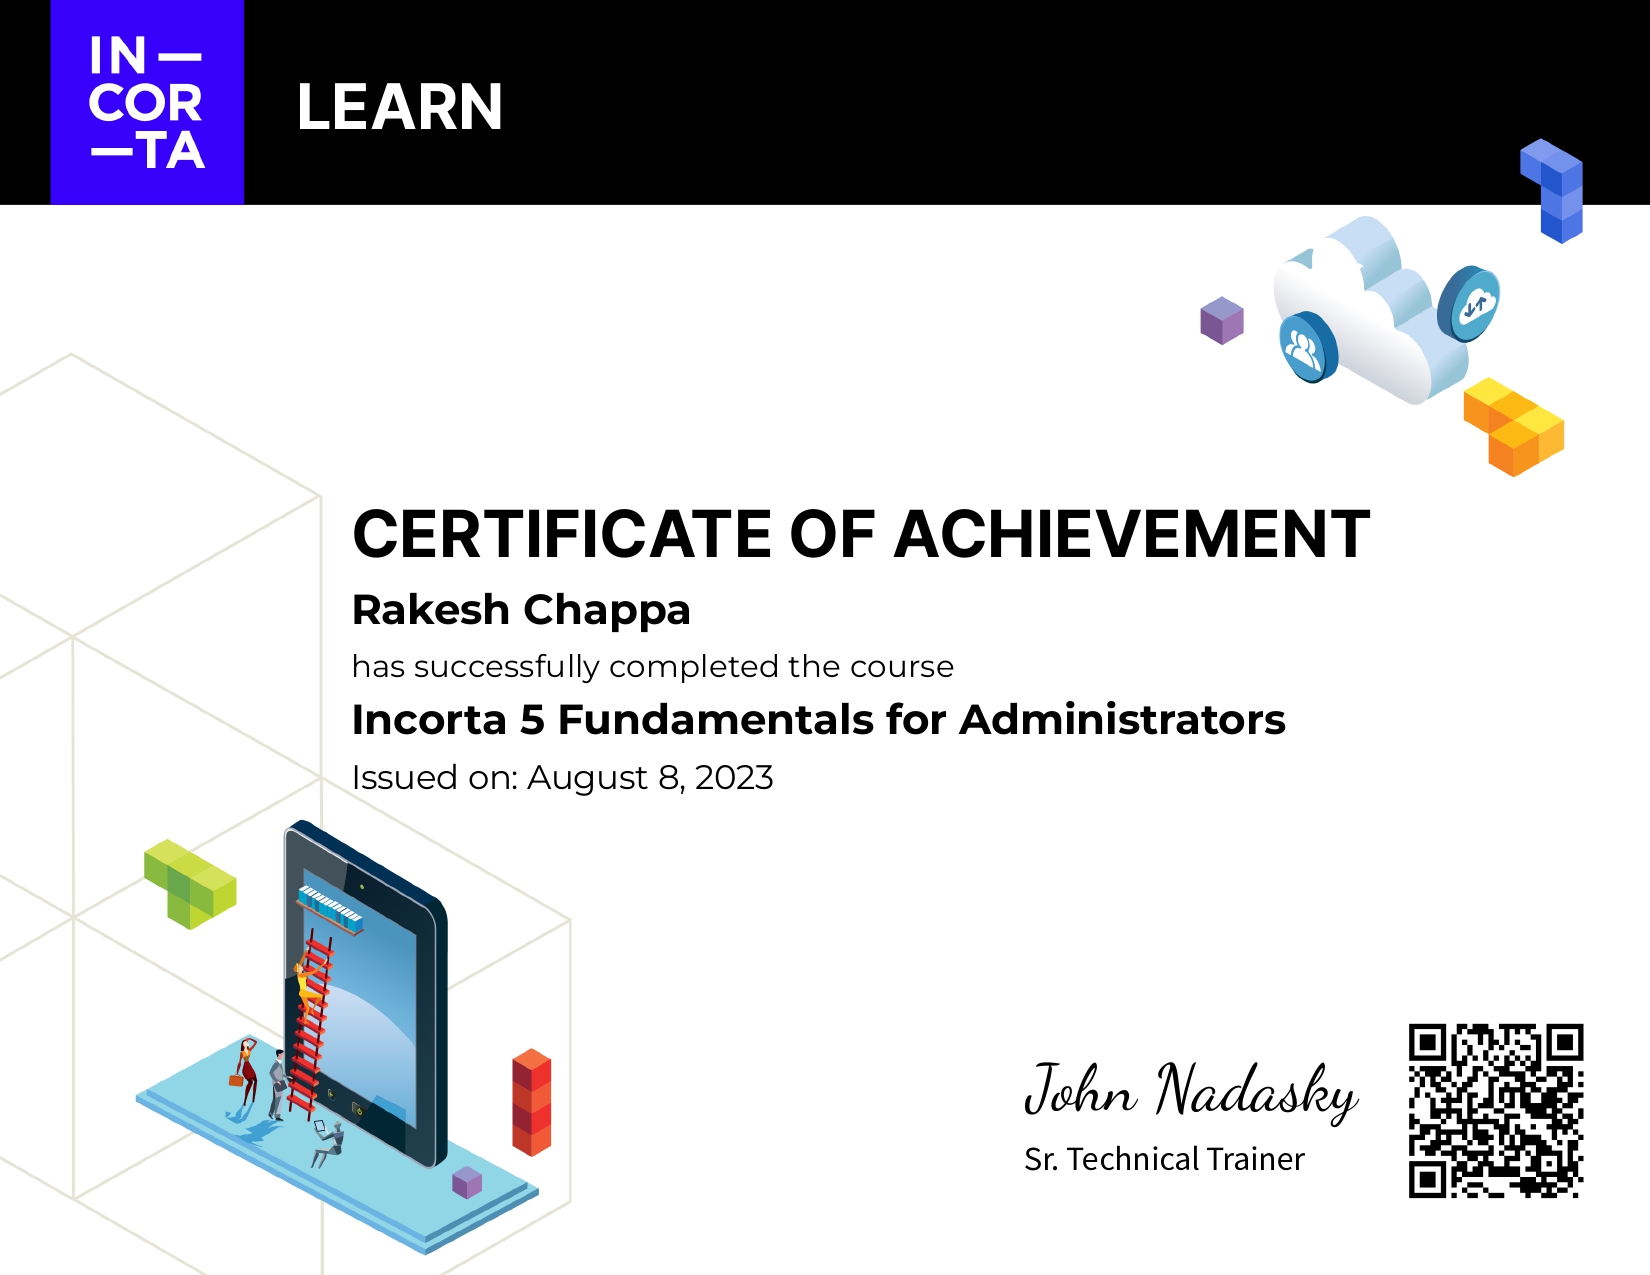 IN—
COR
—TA
LEARN
CERTIFICATE OF ACHIEVEMENT
Rakesh Chappa
has successfully completed the course
Incorta 5 Fundamentals for Administrators
Issued on: August 8, 2023
John Nadasky
Sr. Technical Trainer